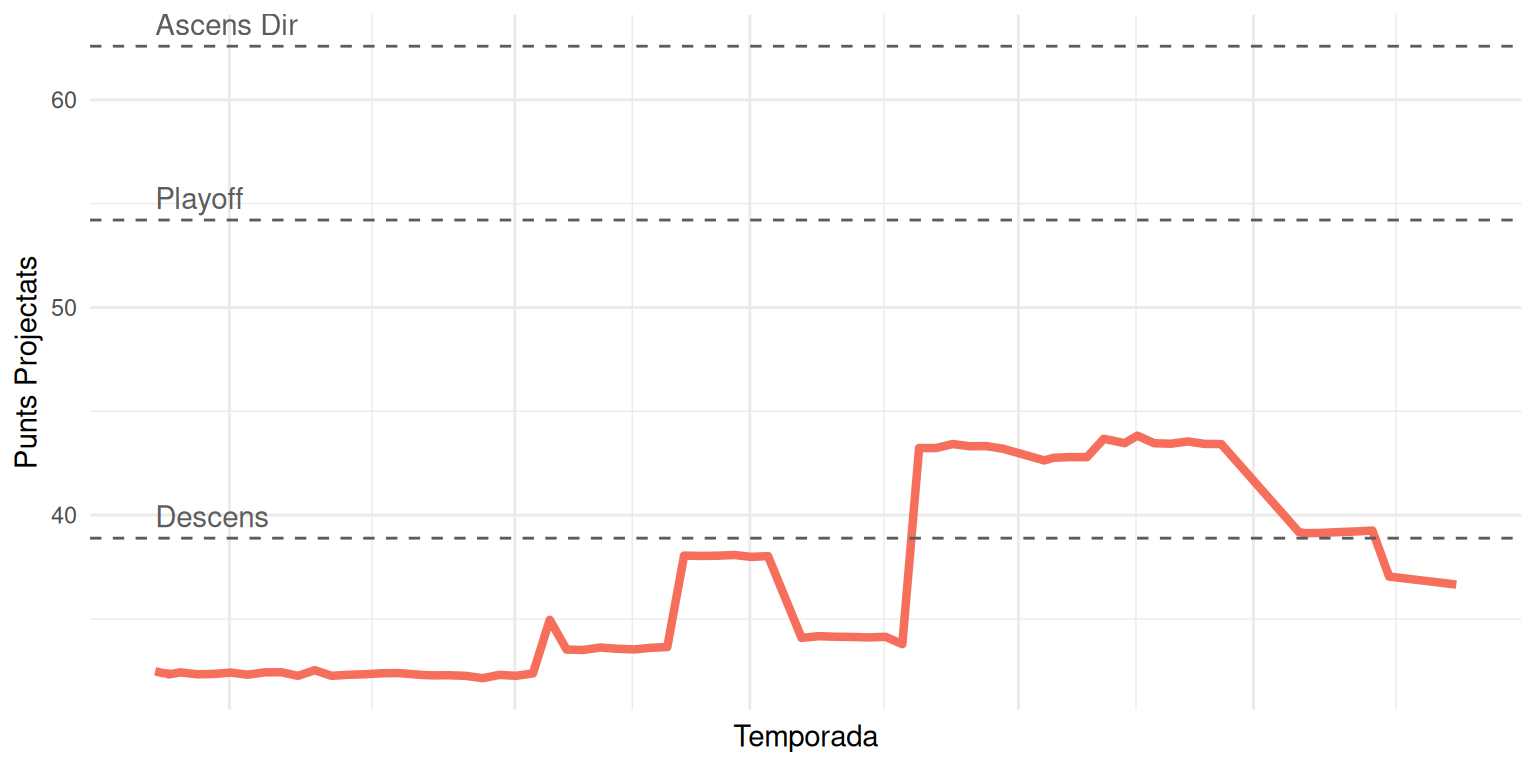 Ascens Dir
60
Playoff
50
Punts Projectats
Descens
40
Temporada